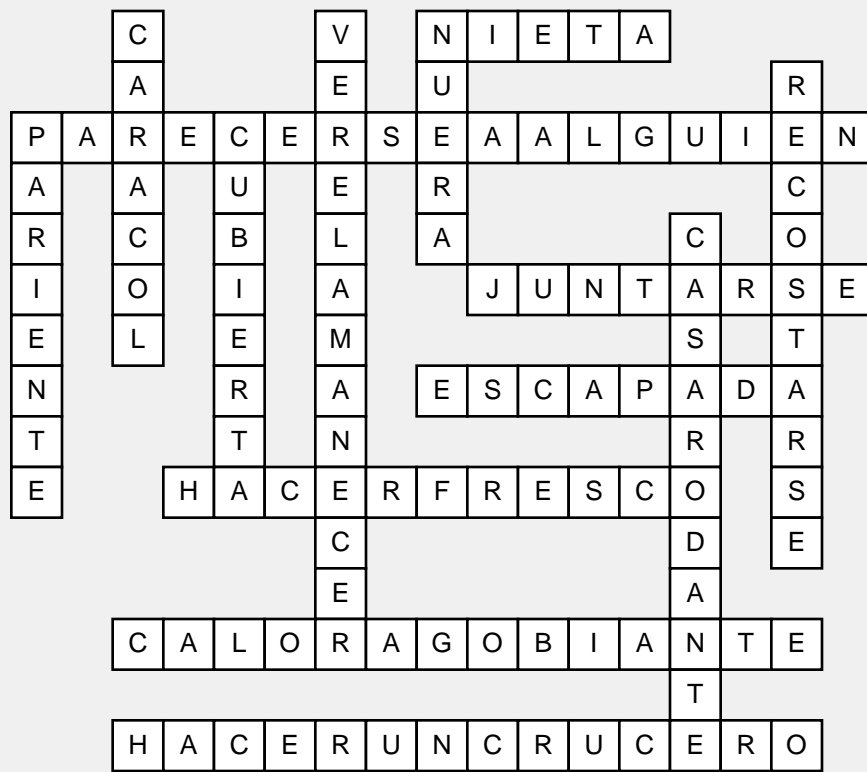 C V N I E T A
A E U R
P A R E C E R S E A A L G U I E N
A A U E R C
R C B L A C O
I O I A J U N T A R S E
E L E M S T
N R A E S C A P A D A
T T N R R
E H A C E R F R E S C O S
C D E
E A
C A L O R A G O B I A N T E
T
H A C E R U N C R U C E R O